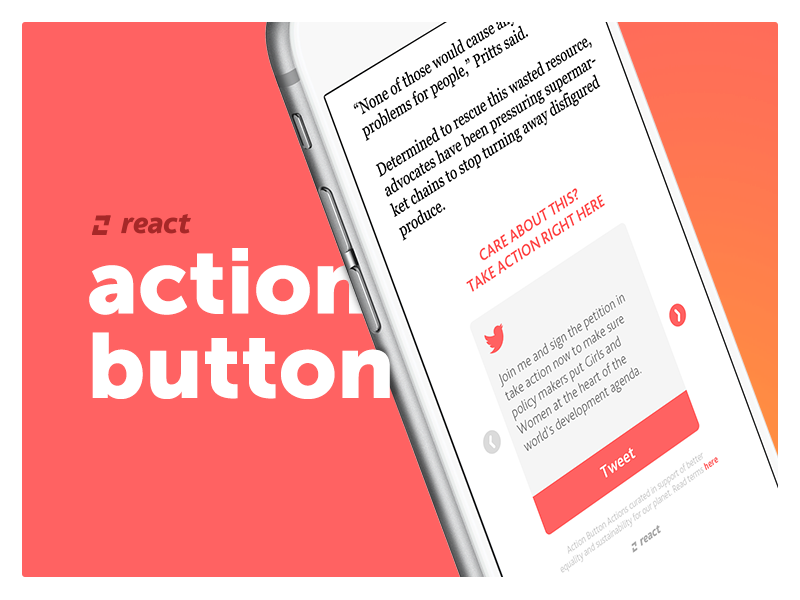 react
action
button
“None of those would cause any
problems for people,” Pritts said.
Determined to rescue this wasted resource,
advocates have been pressuring supermar-
ket chains to stop turning away disfigured
produce.
CARE ABOUT THIS?
TAKE ACTION RIGHT HERE
Join me and sign the petition in
take action now to make sure
policy makers put Girls and
Women at the heart of the
world's development agenda.
Tweet
Action Button Actions curated in support of better
equality and sustainability for our planet. Read terms here
react